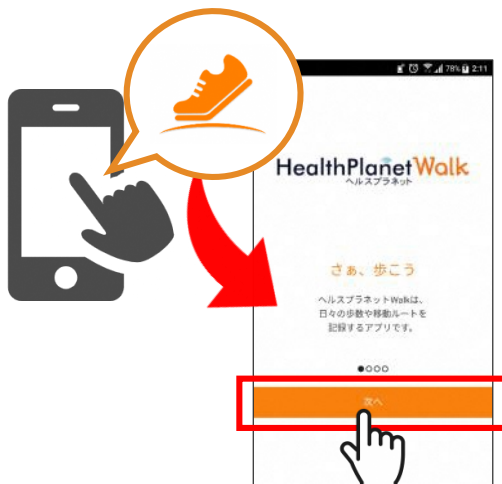 78% 2:11
HealthPlanet Walk
ヘルスプラネット
さぁ、歩こう
ヘルスプラネットWalkは、
日々の歩数や移動ルートを
記録するアプリです。
次へ